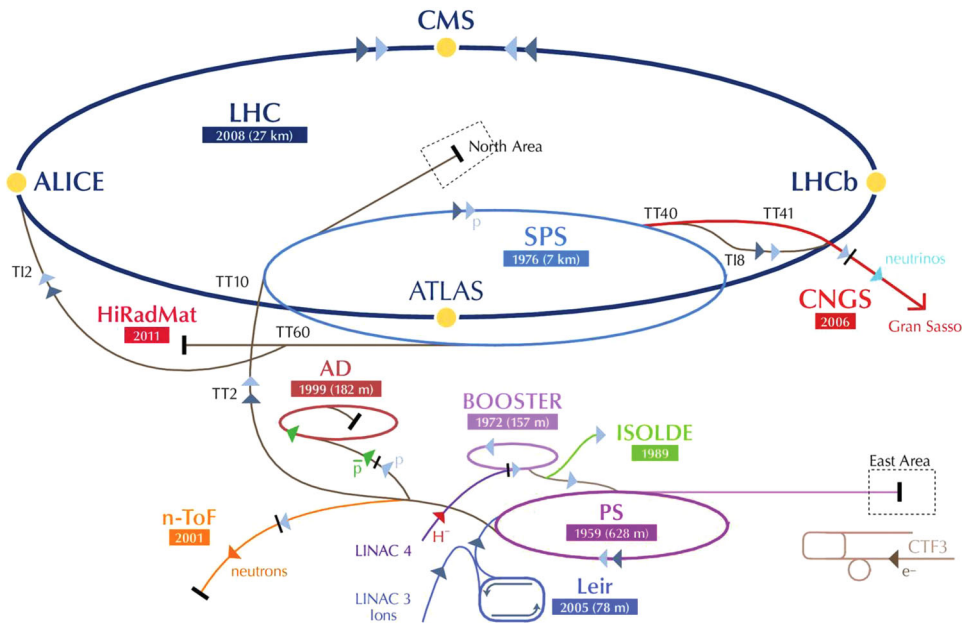 CMS
LHC
2008 (27 km)
North Area
ALICE
LHCb
TT40
TT41
p
SPS
1976 (7 km)
TI2
TI8
neutrinos
TT10
ATLAS
CNGS
2006
Gran Sasso
HiRadMat
2011
TT60
AD
1999 (182 m)
TT2
BOOSTER
1972 (157 m)
ISOLDE
1989
p̅
p
East Area
n-ToF
2001
PS
1959 (628 m)
H⁻
LINAC 4
neutrons
CTF3
e−
LINAC 3
Ions
Leir
2005 (78 m)